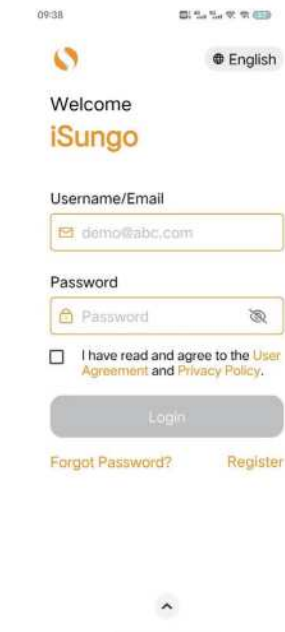 09:38
English
Welcome
iSungo
Username/Email
demo@abc.com
Password
Password
I have read and agree to the User
Agreement and Privacy Policy.
Login
Forgot Password?
Register